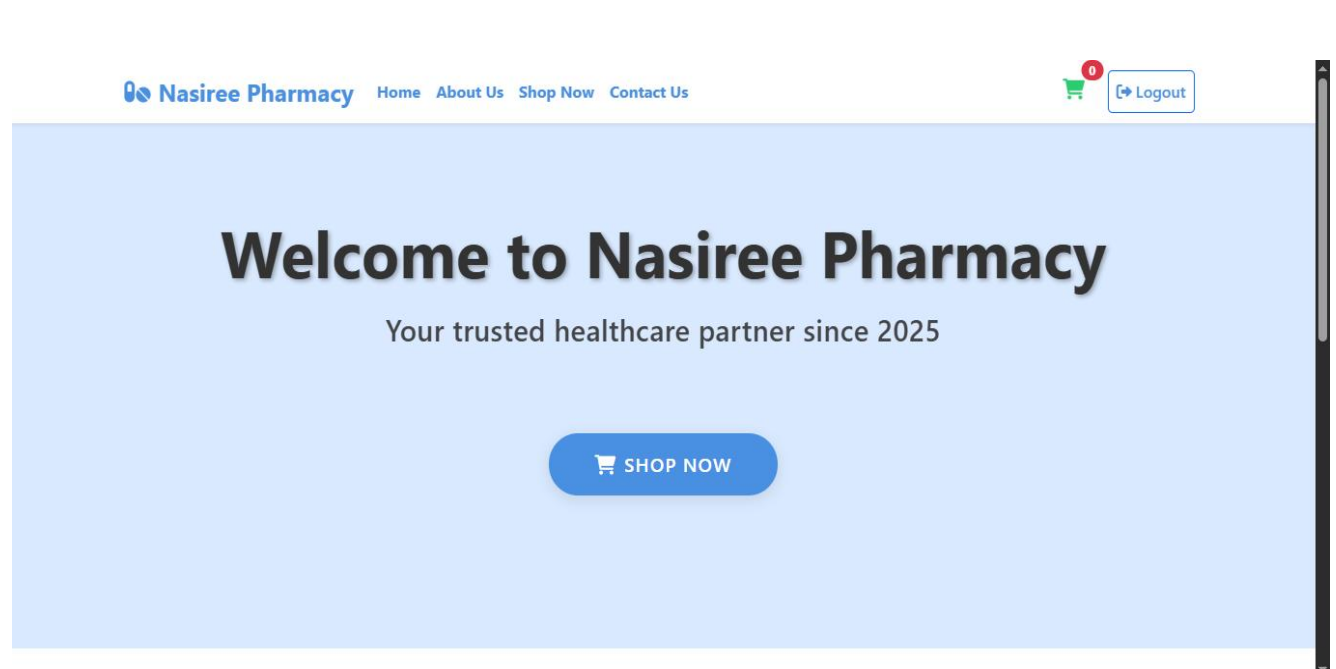 Nasiree Pharmacy Home About Us Shop Now Contact Us 0 Logout
Welcome to Nasiree Pharmacy
Your trusted healthcare partner since 2025
SHOP NOW